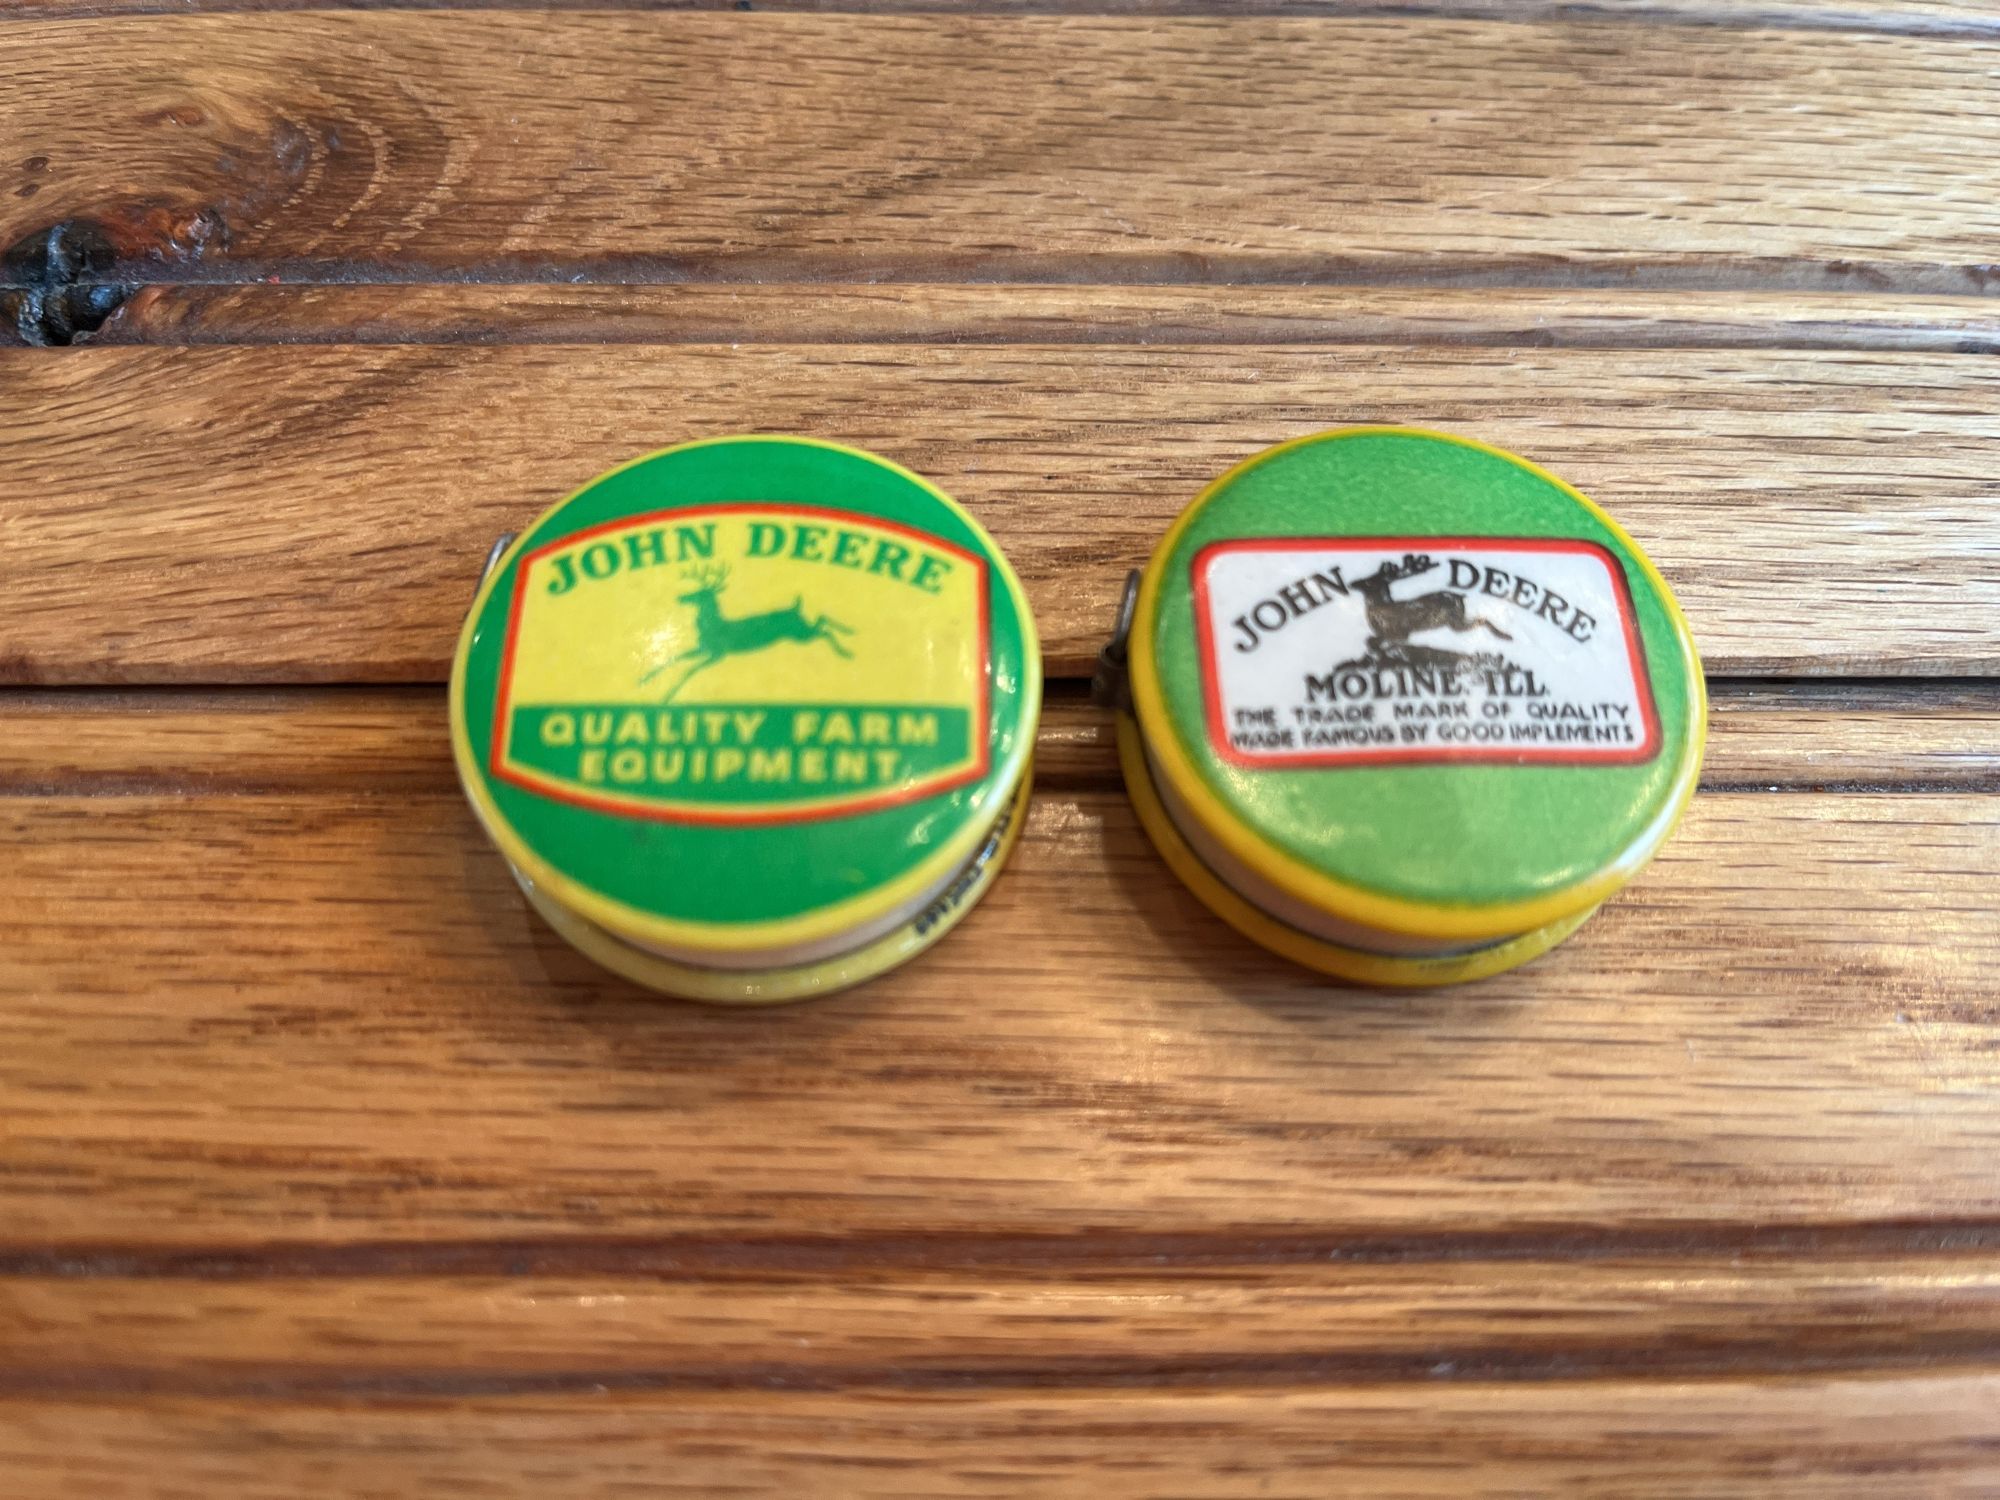 JOHN DEERE
QUALITY FARM
EQUIPMENT
JOHN DEERE
MOLINE, ILL.
THE TRADE MARK OF QUALITY
MADE FAMOUS BY GOOD IMPLEMENTS